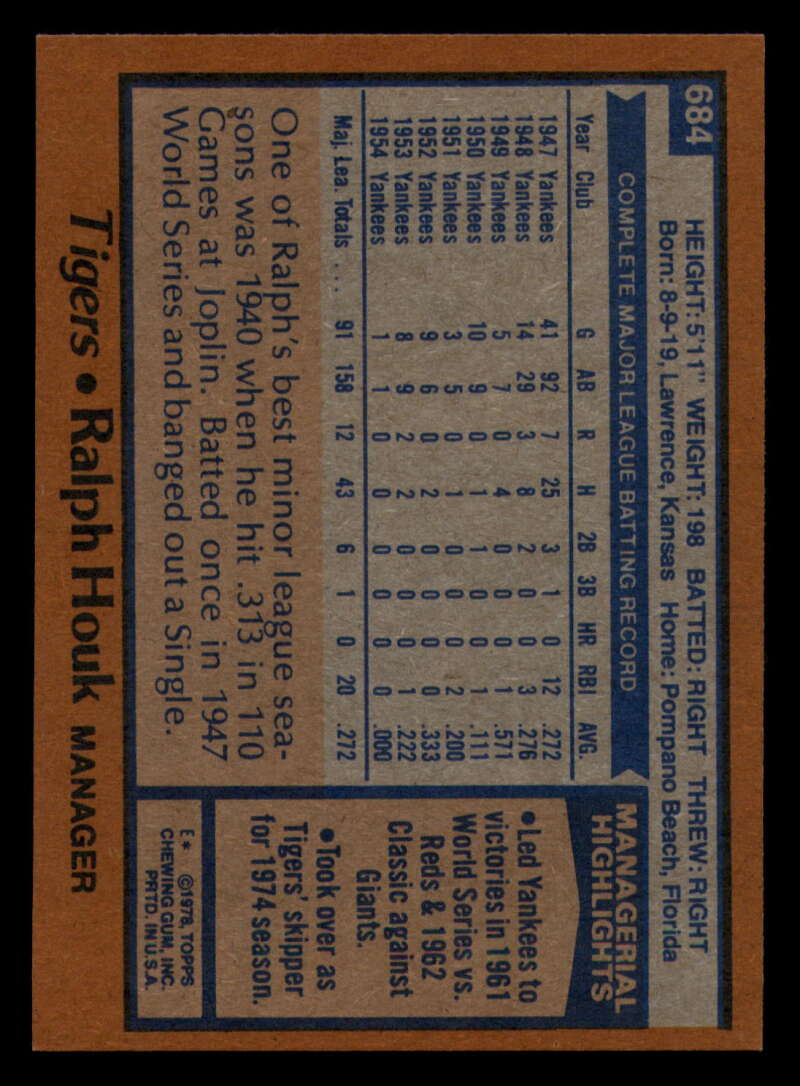 684
HEIGHT: 5'11" WEIGHT: 198 BATTED: RIGHT THREW: RIGHT
Born: 8-9-19, Lawrence, Kansas Home: Pompano Beach, Florida
COMPLETE MAJOR LEAGUE BATTING RECORD
Year Club G AB R H 2B 3B HR RBI AVG.
1947 Yankees 41 92 7 25 3 1 0 12 .272
1948 Yankees 14 29 3 8 2 0 0 3 .276
1949 Yankees 5 7 0 4 0 0 0 1 .571
1950 Yankees 10 9 0 1 1 0 0 1 .111
1951 Yankees 3 5 0 1 0 0 0 2 .200
1952 Yankees 9 6 0 2 0 0 0 0 .333
1953 Yankees 8 9 2 2 0 0 0 1 .222
1954 Yankees 1 1 0 0 0 0 0 0 .000
Maj. Lea. Totals ... 91 158 12 43 6 1 0 20 .272
One of Ralph's best minor league sea-
sons was 1940 when he hit .313 in 110
Games at Joplin. Batted once in 1947
World Series and banged out a Single.
MANAGERIAL
HIGHLIGHTS
•Led Yankees to
victories in 1961
World Series vs.
Reds & 1962
Classic against
Giants.
•Took over as
Tigers' skipper
for 1974 season.
E* ©1978, TOPPS
CHEWING GUM, INC.
PRTD. IN U.S.A.
Tigers • Ralph Houk MANAGER